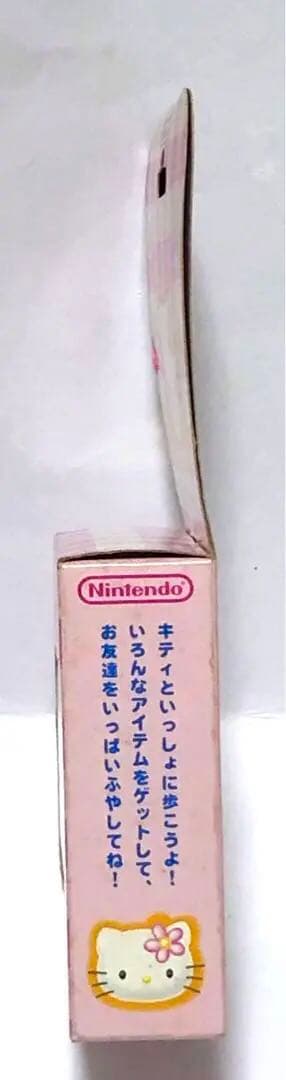 Nintendo
キティといっしょに歩こうよ！
いろんなアイテムをゲットして、
お友達をいっぱいふやしてね！